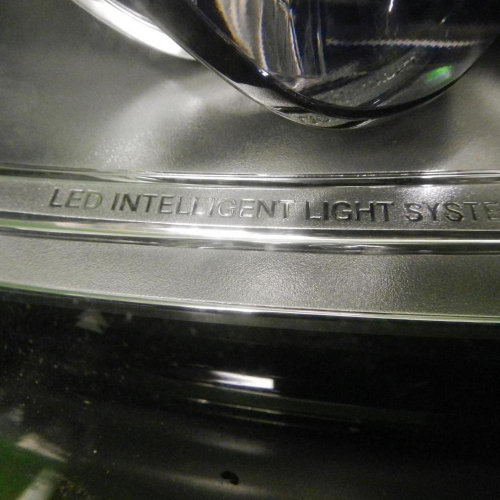 LED INTELLIGENT LIGHT SYSTE